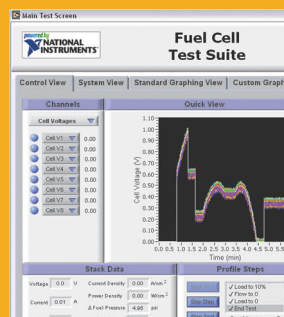 Main Test Screen
powered by
NATIONAL
INSTRUMENTS
Fuel Cell
Test Suite
Control View
System View
Standard Graphing View
Custom Graph
Channels
Cell Voltages
Cell V1 0.00
Cell V2 0.00
Cell V3 0.00
Cell V4 0.00
Cell V5 0.00
Cell V6 0.00
Cell V7 0.00
Cell V8 0.00
Quick View
Cell Voltage (V)
1.10
1.00
0.90
0.80
0.70
0.60
0.50
0.40
0.30
0.20
0.10
0.00
0.0 0.5 1.0 1.5 2.0 2.5 3.0 3.5 4.0 4.5 5.0 5.5
Time (min)
Stack Data
Voltage 0.0 V
Current Density 0.00 A/cm2
Current 0.01 A
Power Density 0.00 W/cm2
Δ Fuel Pressure 4.98 psi
Profile Steps
✓ Load to 10%
✓ Flow to 0
✓ Load to 0
✓ End Test